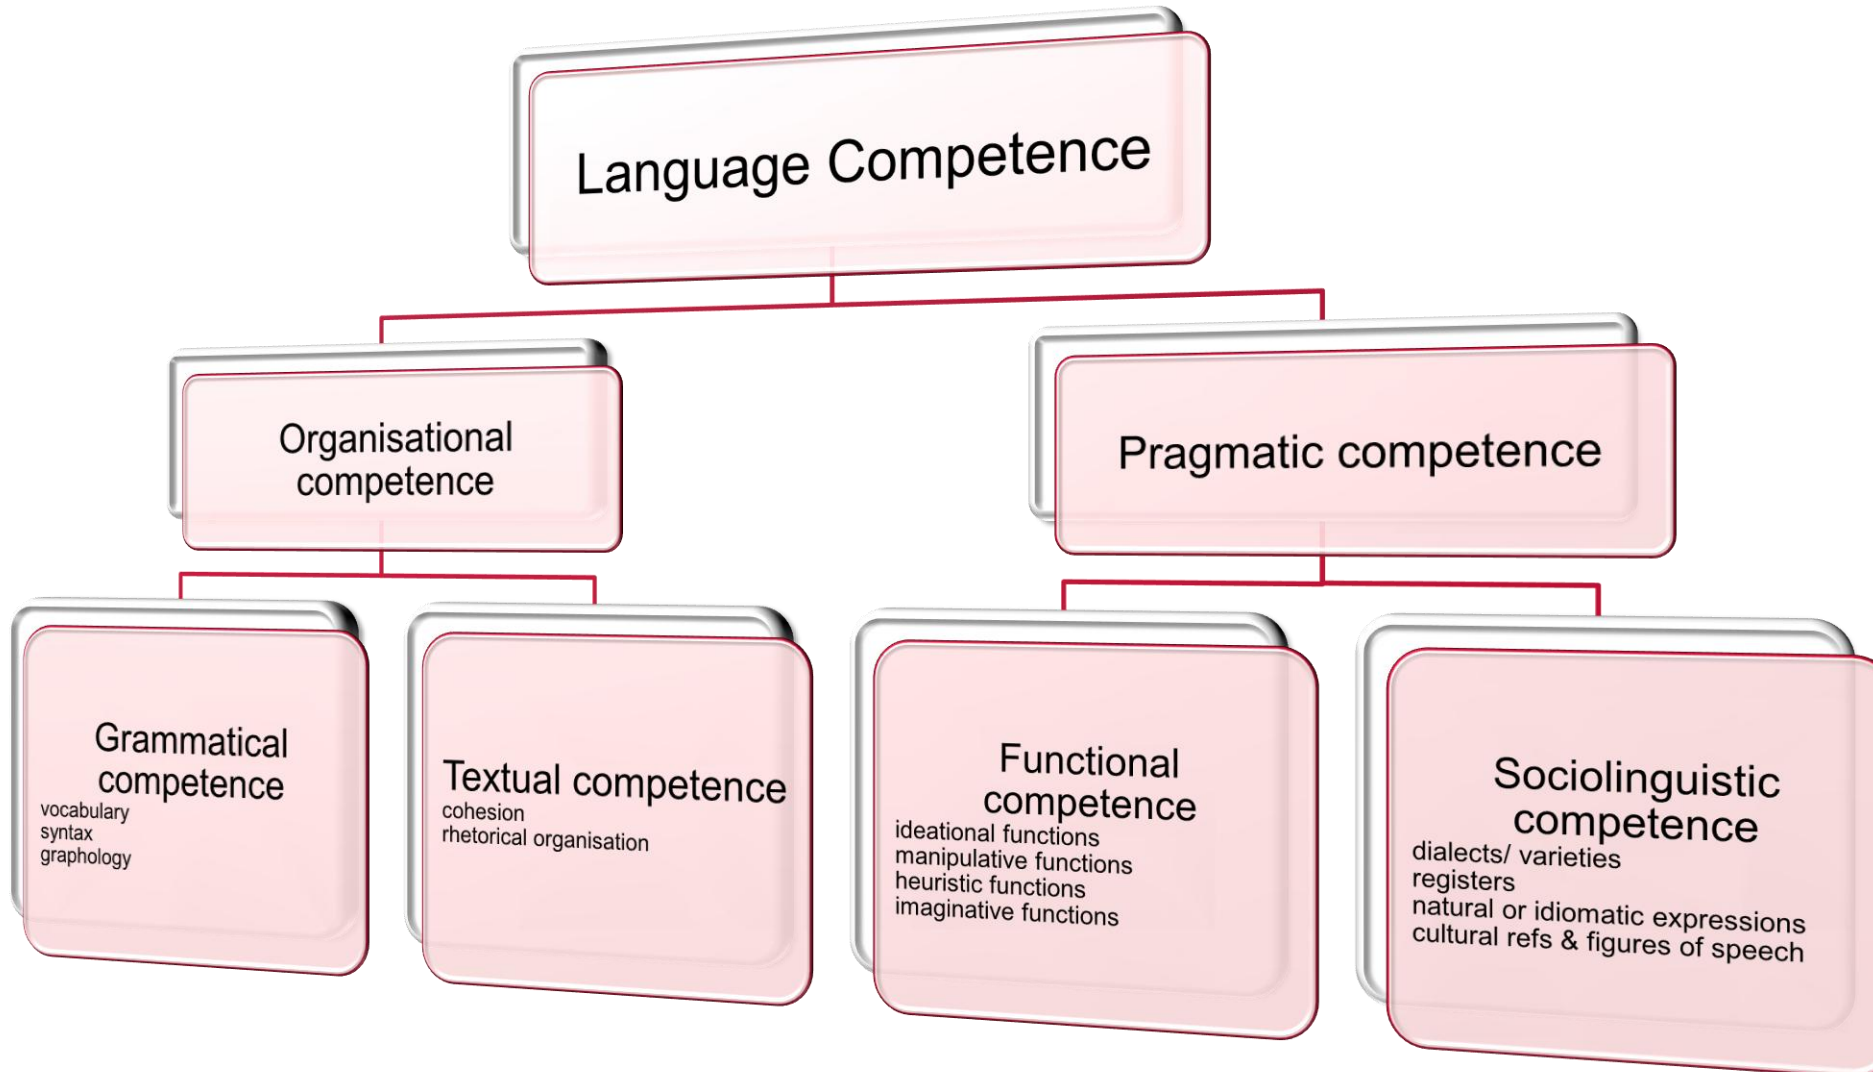 Language Competence
Organisational
competence
Pragmatic competence
Grammatical
competence
vocabulary
syntax
graphology
Textual competence
cohesion
rhetorical organisation
Functional
competence
ideational functions
manipulative functions
heuristic functions
imaginative functions
Sociolinguistic
competence
dialects/ varieties
registers
natural or idiomatic expressions
cultural refs & figures of speech